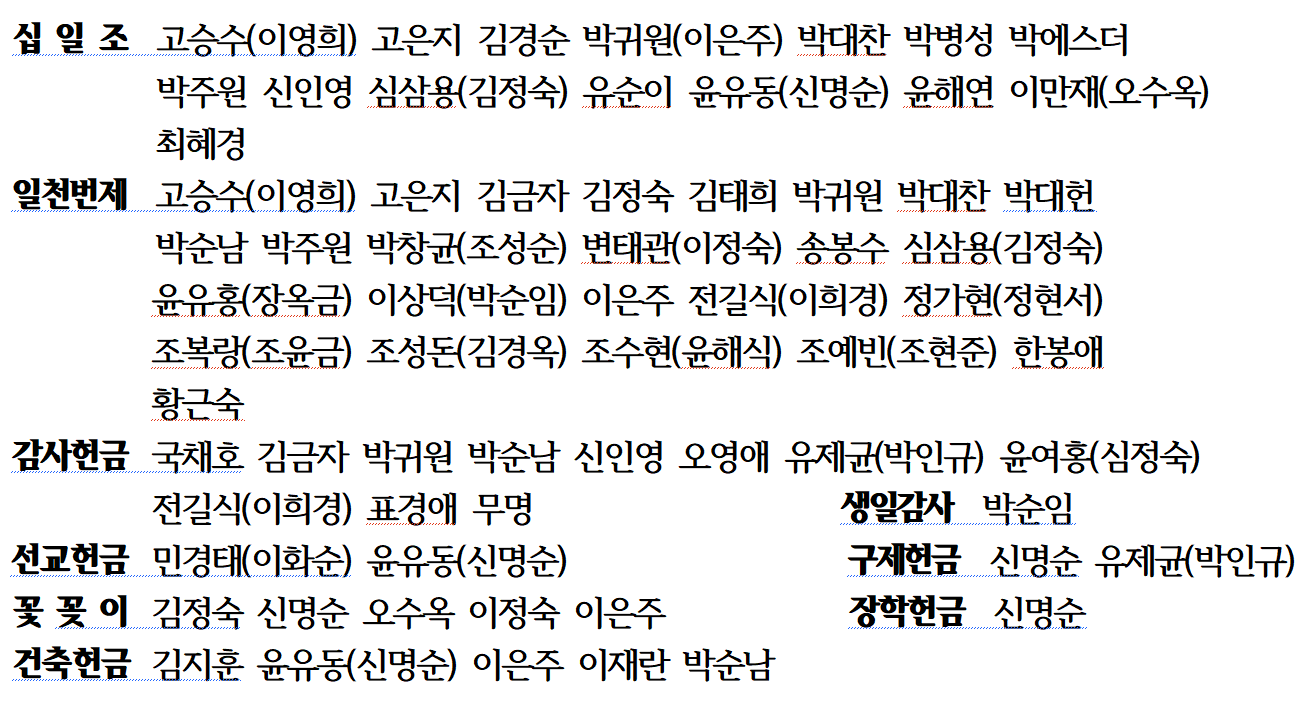 십 일 조 고승수(이영희) 고은지 김경순 박귀원(이은주) 박대찬 박병성 박에스더
박주원 신인영 심삼용(김정숙) 유순이 윤유동(신명순) 윤해연 이만재(오수옥)
최혜경
일천번제 고승수(이영희) 고은지 김금자 김정숙 김태희 박귀원 박대찬 박대헌
박순남 박주원 박창균(조성순) 변태관(이정숙) 송봉수 심삼용(김정숙)
윤유홍(장옥금) 이상덕(박순임) 이은주 전길식(이희경) 정가현(정현서)
조복랑(조윤금) 조성돈(김경옥) 조수현(윤해식) 조예빈(조현준) 한봉애
황근숙
감사헌금 국채호 김금자 박귀원 박순남 신인영 오영애 유제균(박인규) 윤여홍(심정숙)
전길식(이희경) 표경애 무명 생일감사 박순임
선교헌금 민경태(이화순) 윤유동(신명순) 구제헌금 신명순 유제균(박인규)
꽃 꽂 이 김정숙 신명순 오수옥 이정숙 이은주 장학헌금 신명순
건축헌금 김지훈 윤유동(신명순) 이은주 이재란 박순남